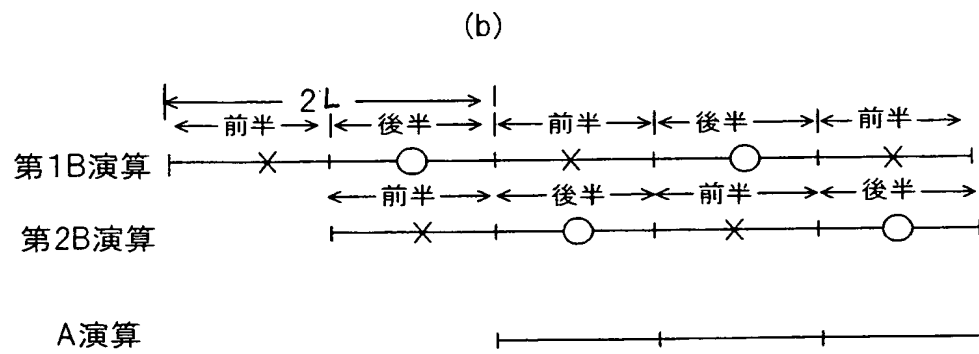 (b)
2L
前半 後半 前半 後半 前半
第1B演算
前半 後半 前半 後半
第2B演算
A演算